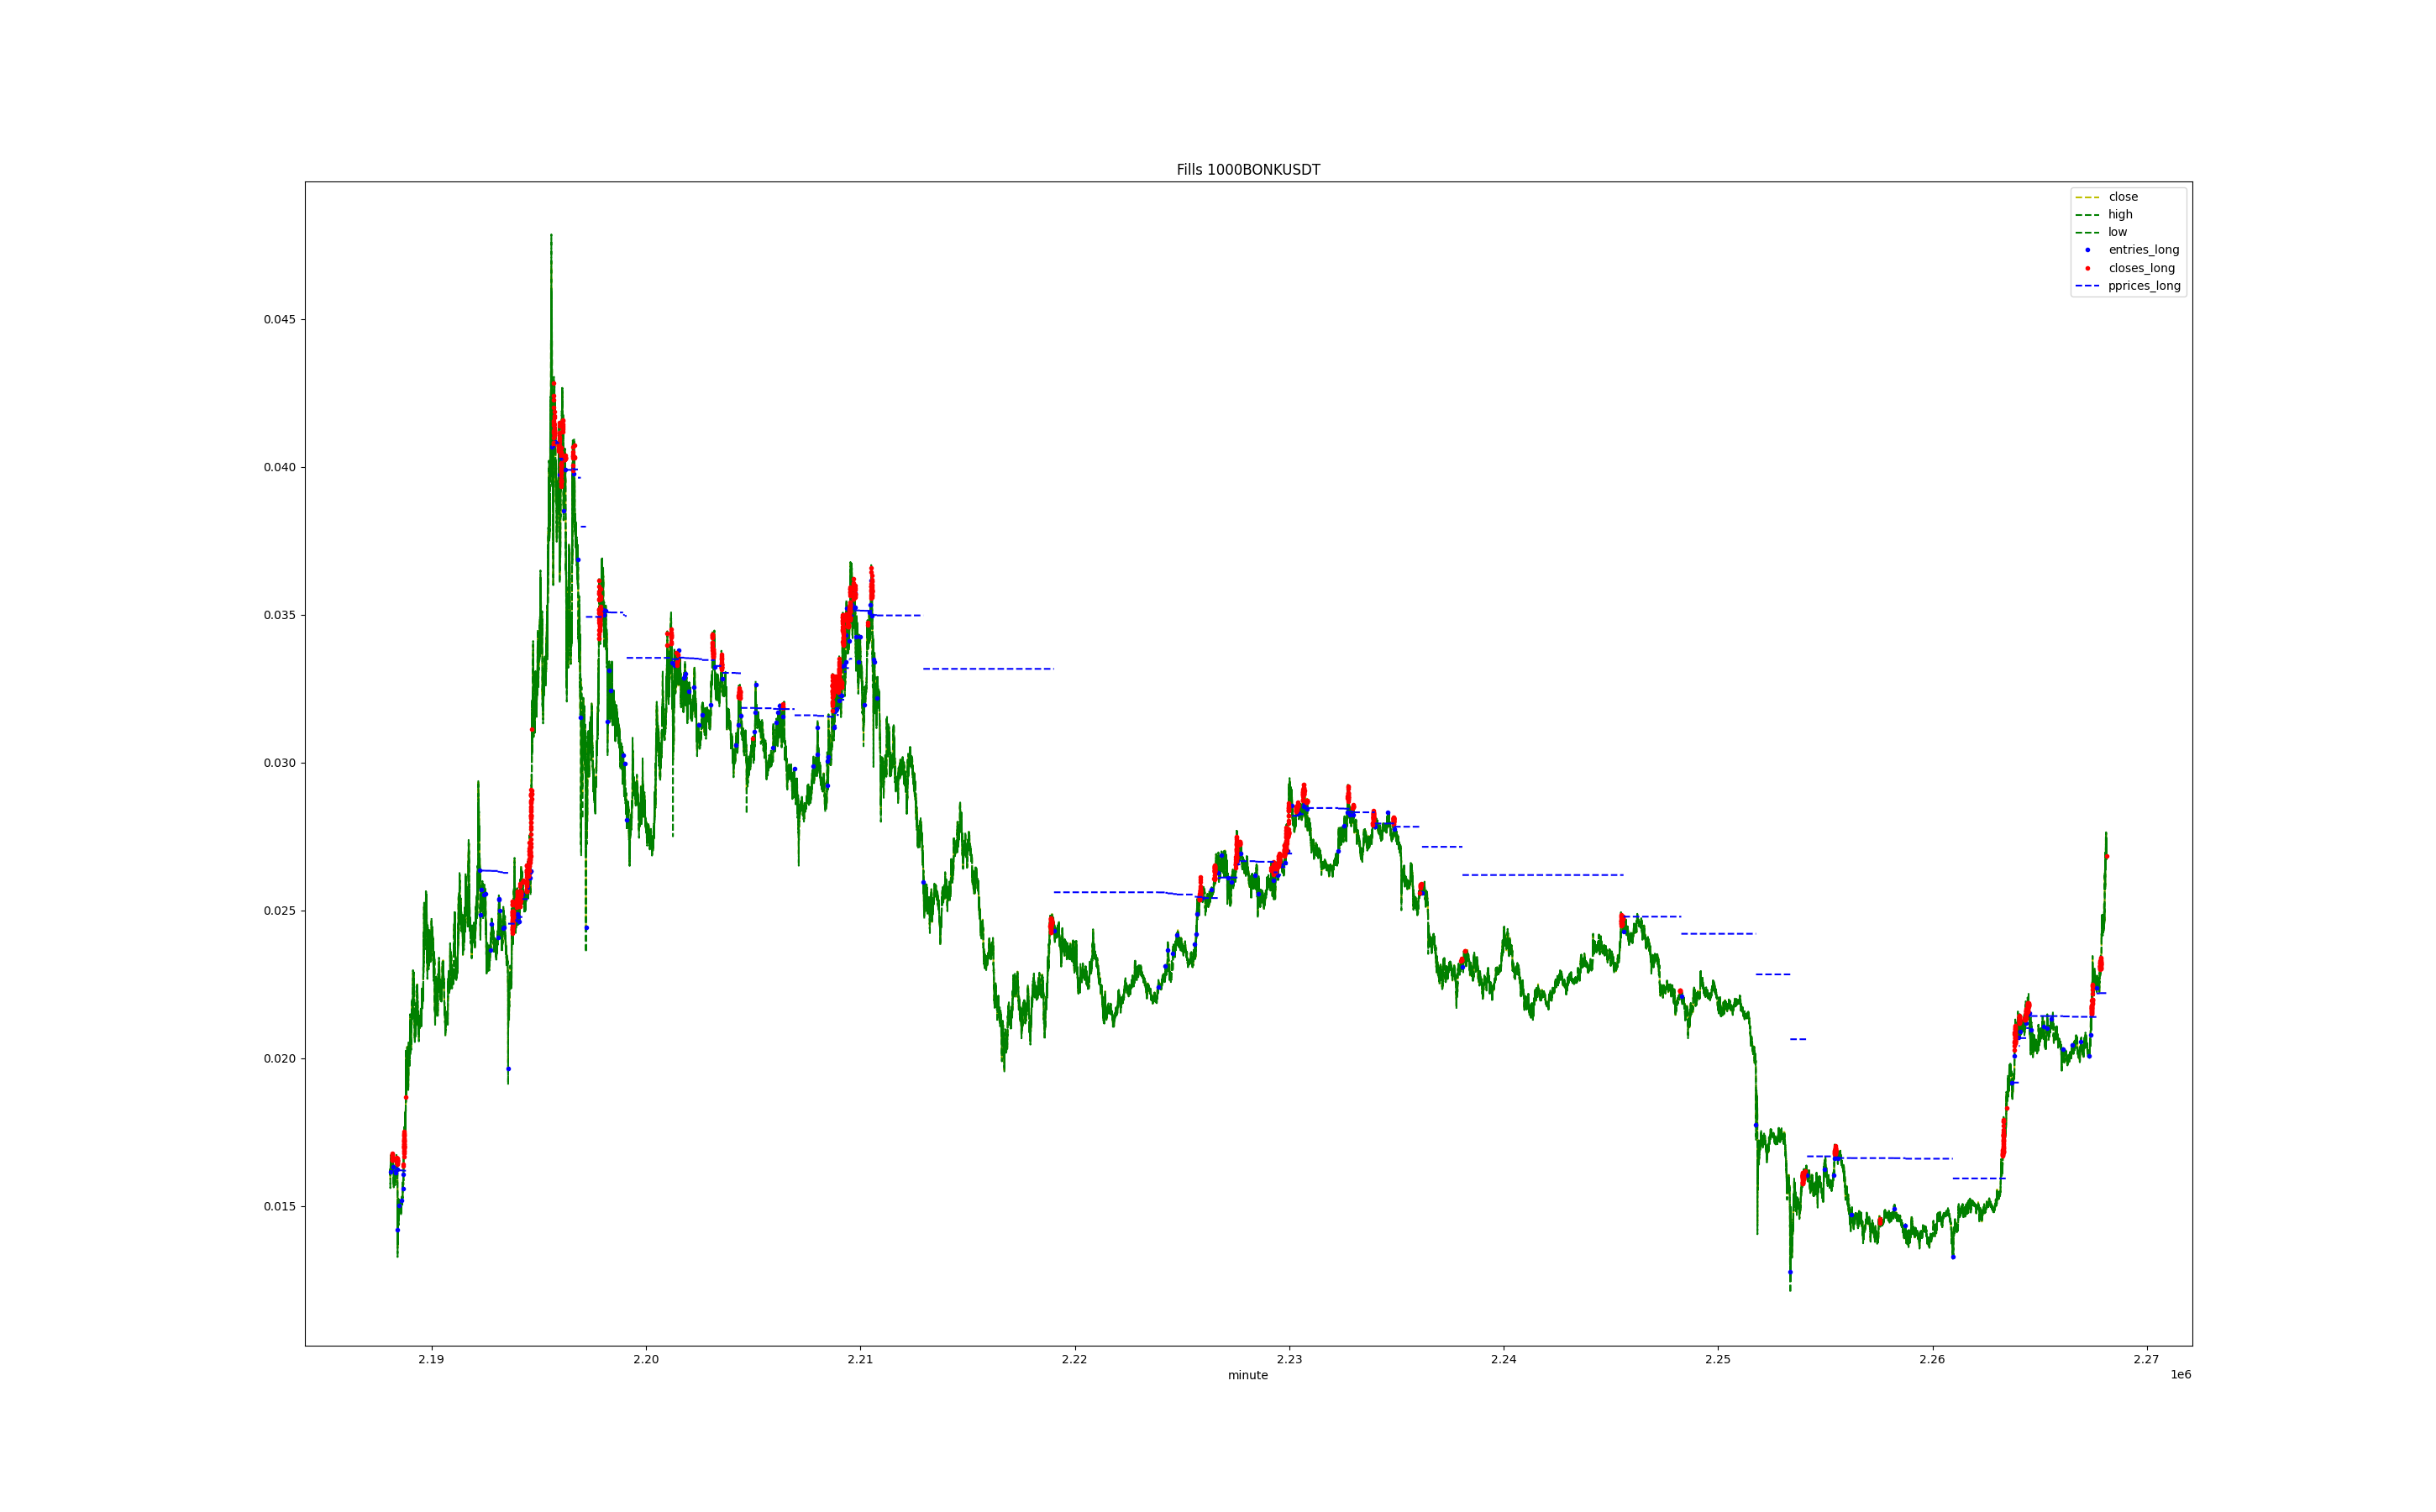 Fills 1000BONKUSDT
close
high
low
entries_long
closes_long
pprices_long
0.045
0.040
0.035
0.030
0.025
0.020
0.015
2.19 2.20 2.21 2.22 2.23 2.24 2.25 2.26 2.27
minute
1e6